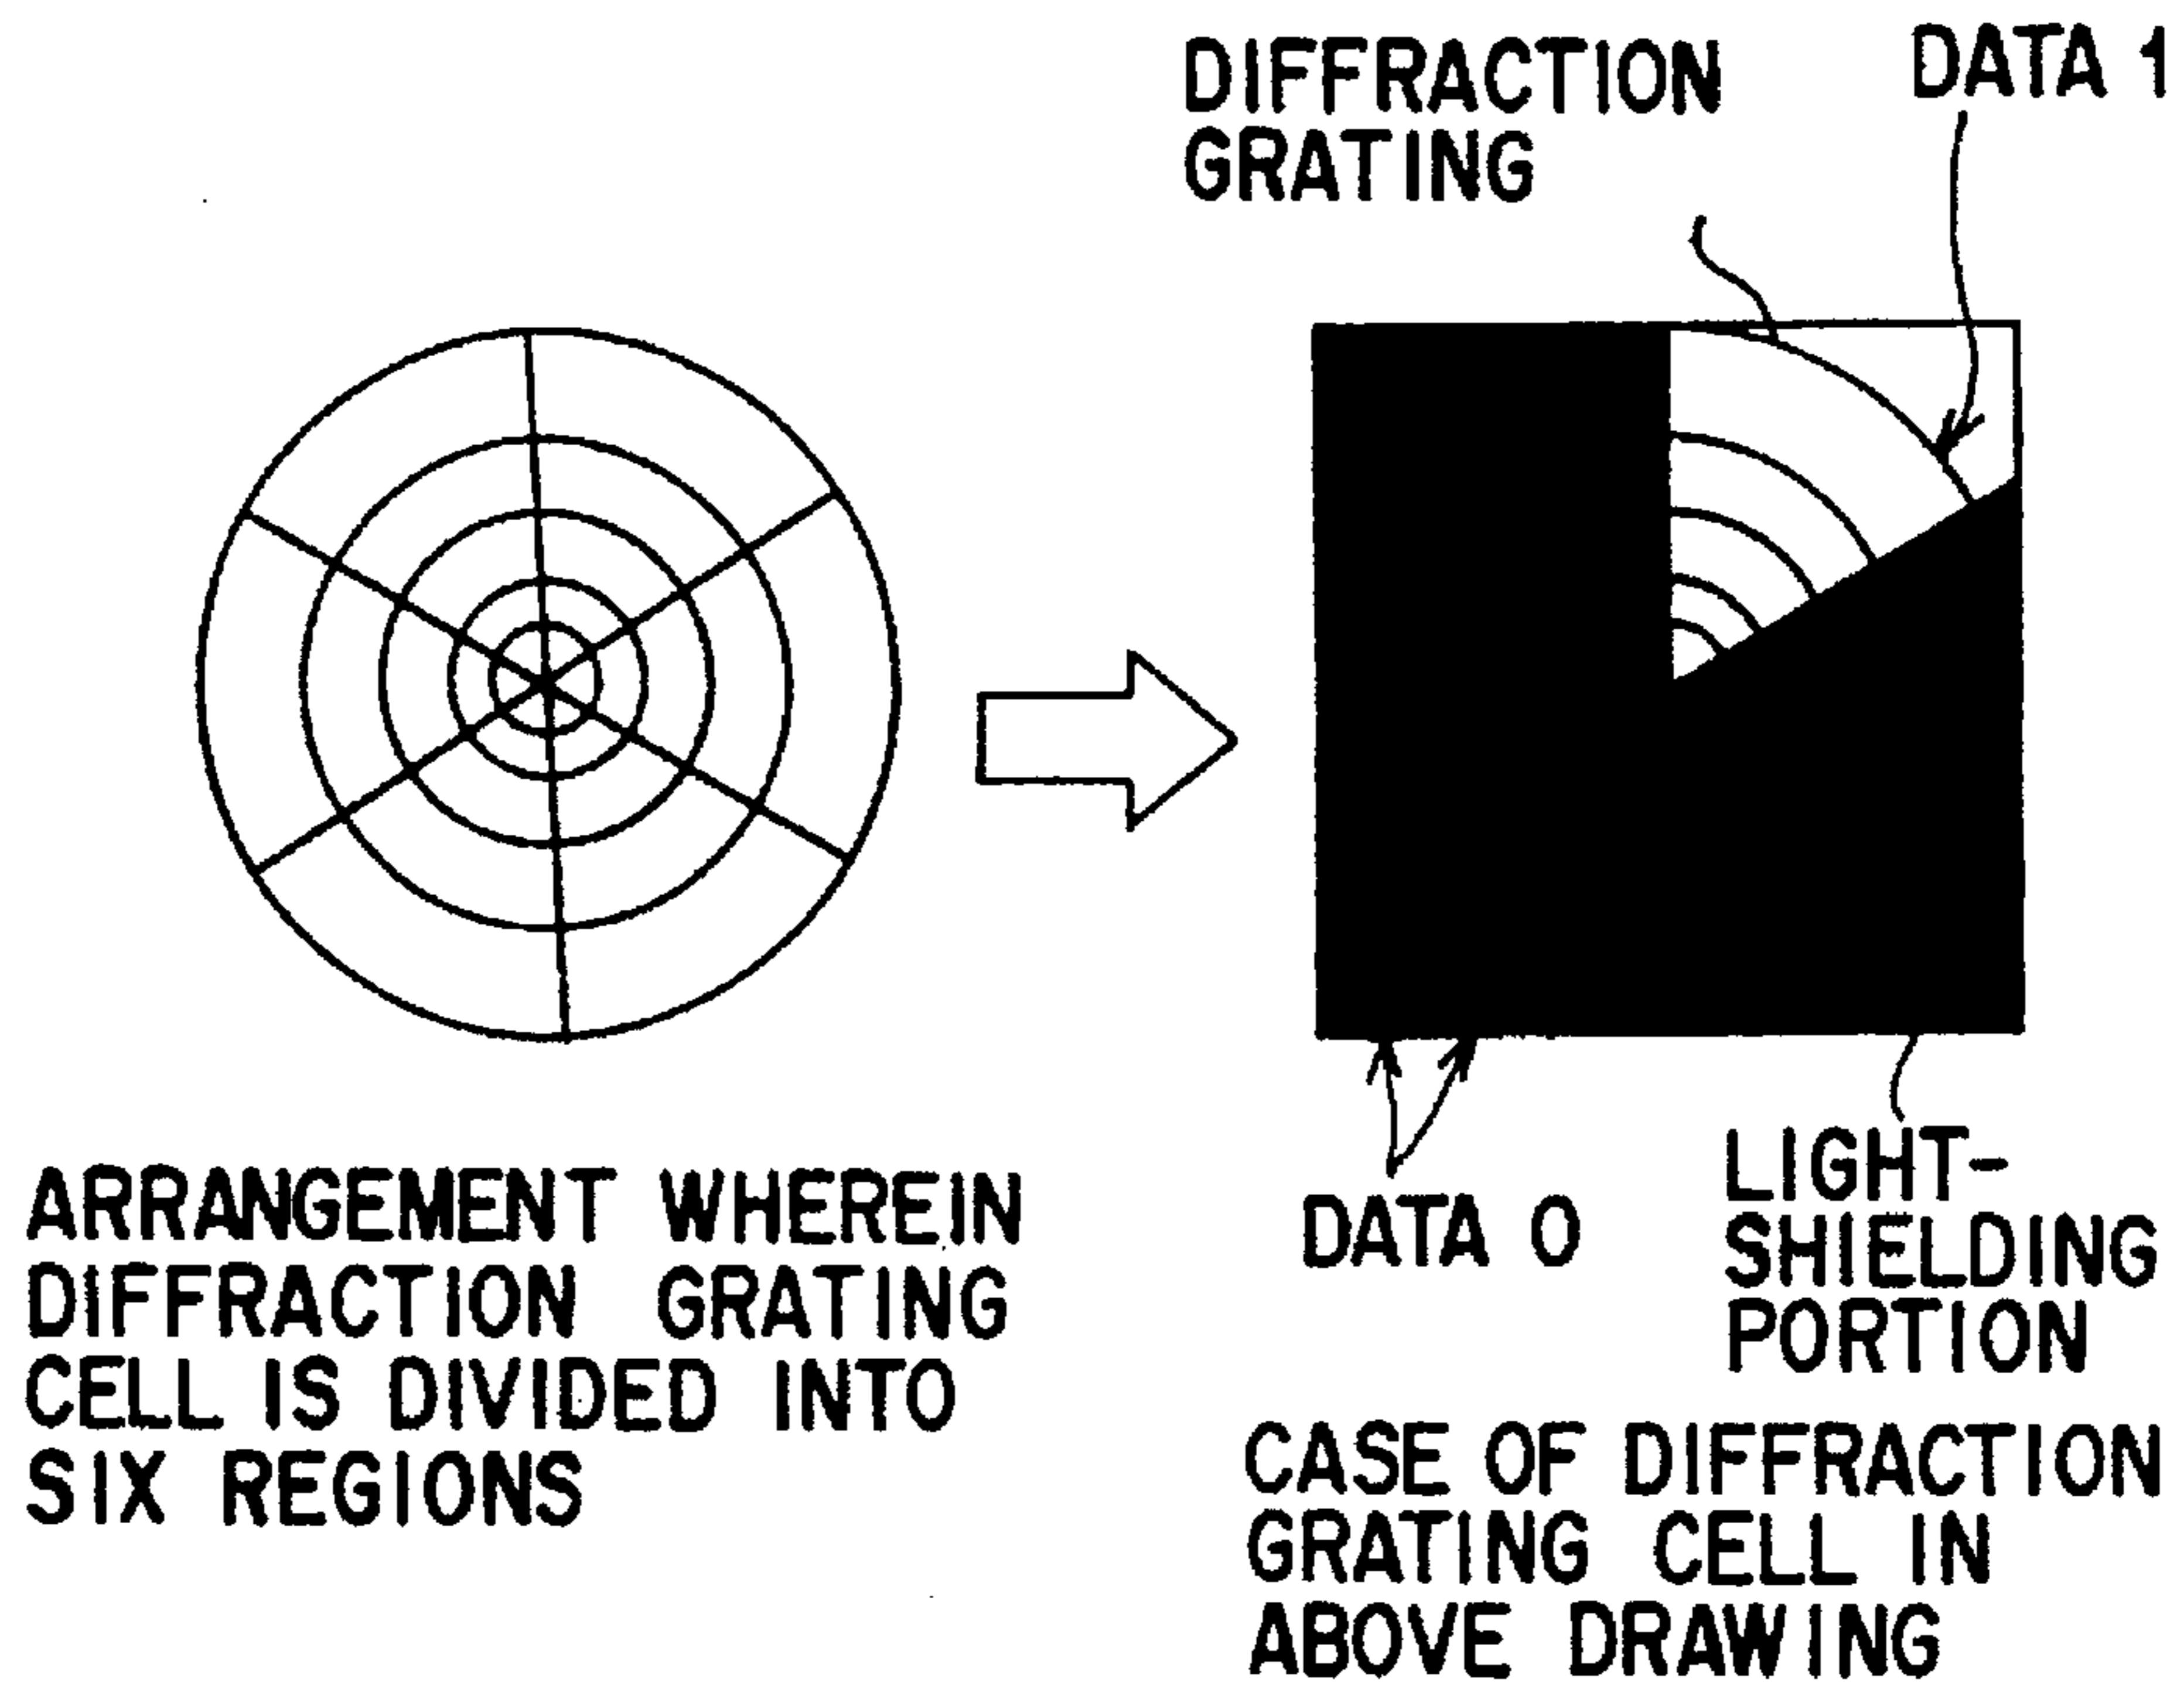 DIFFRACTION
GRATING
DATA 1
DATA 0
LIGHT-
SHIELDING
PORTION
ARRANGEMENT WHEREIN
DIFFRACTION GRATING
CELL IS DIVIDED INTO
SIX REGIONS
CASE OF DIFFRACTION
GRATING CELL IN
ABOVE DRAWING